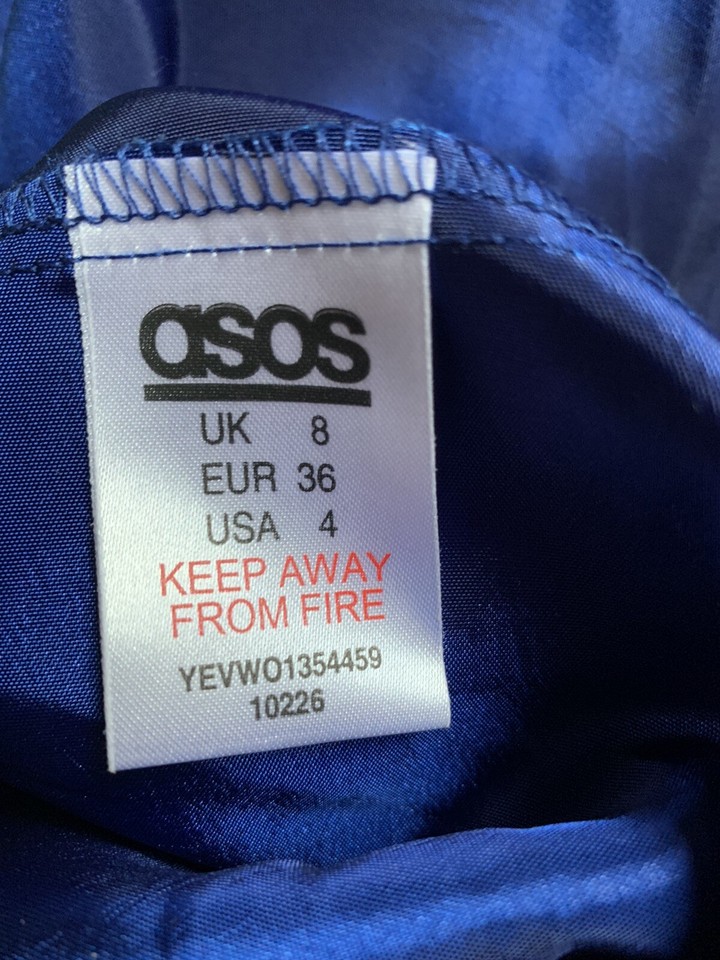 asos
UK 8
EUR 36
USA 4
KEEP AWAY
FROM FIRE
YEVWO1354459
10226